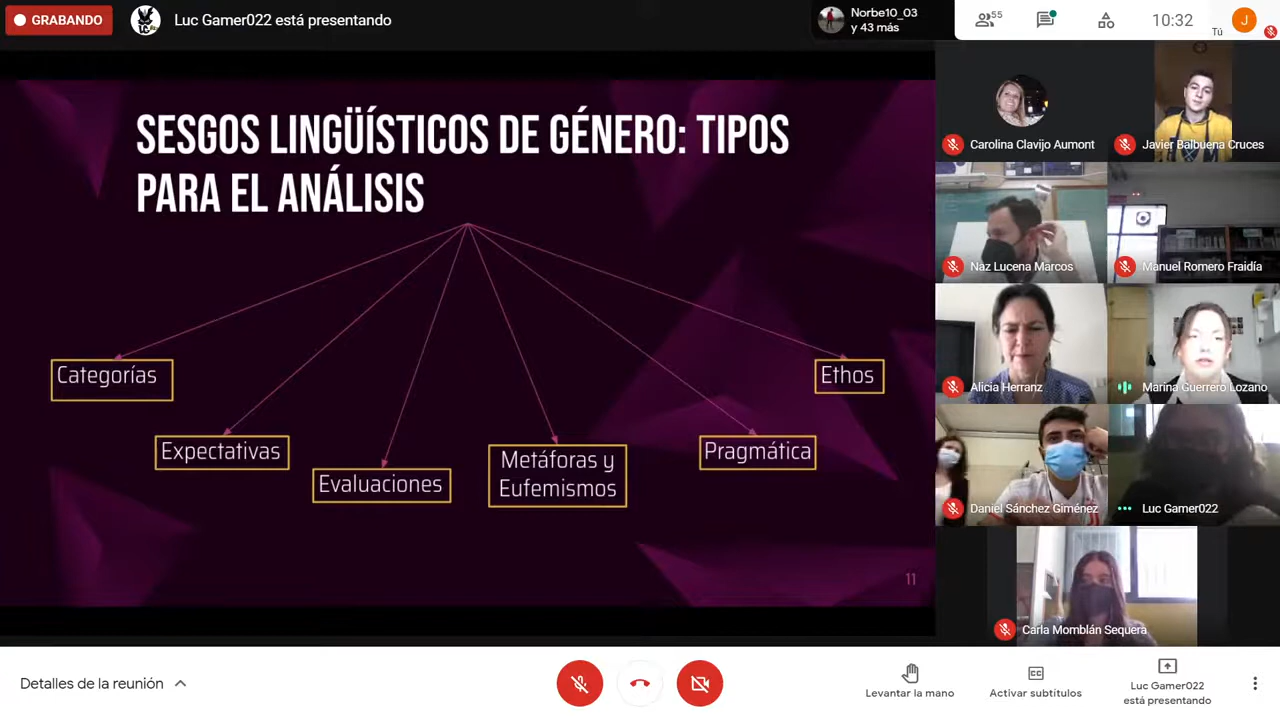 GRABANDO
Luc Gamer022 está presentando
Norbe10_03
y 43 más
55
10:32
Tú
J
SESGOS LINGÜÍSTICOS DE GÉNERO: TIPOS
PARA EL ANÁLISIS
Categorías
Expectativas
Evaluaciones
Metáforas y
Eufemismos
Pragmática
Ethos
11
Carolina Clavijo Aumont
Javier Balbuena Cruces
Naz Lucena Marcos
Manuel Romero Fraidía
Alicia Herranz
Marina Guerrero Lozano
Daniel Sánchez Giménez
Luc Gamer022
Carla Momblán Sequera
Detalles de la reunión
Levantar la mano
Activar subtítulos
Luc Gamer022
está presentando